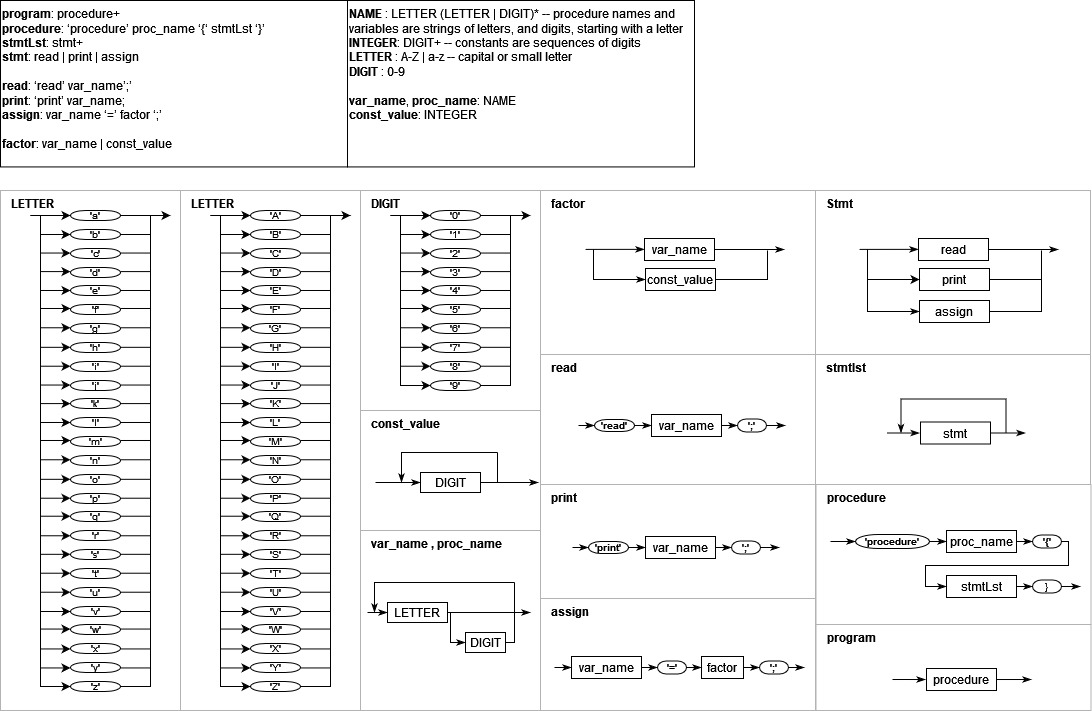 program: procedure+
procedure: ‘procedure’ proc_name ‘{‘ stmtLst ‘}’
stmtLst: stmt+
stmt: read | print | assign
read: ‘read’ var_name’;’
print: ‘print’ var_name;
assign: var_name ‘=’ factor ‘;’
factor: var_name | const_value
NAME : LETTER (LETTER | DIGIT)* -- procedure names and
variables are strings of letters, and digits, starting with a letter
INTEGER: DIGIT+ -- constants are sequences of digits
LETTER : A-Z | a-z -- capital or small letter
DIGIT : 0-9
var_name, proc_name: NAME
const_value: INTEGER
LETTER
"a"
"b"
"c"
"d"
"e"
"f"
"g"
"h"
"i"
"j"
"k"
"l"
"m"
"n"
"o"
"p"
"q"
"r"
"s"
"t"
"u"
"v"
"w"
"x"
"y"
"z"
LETTER
"A"
"B"
"C"
"D"
"E"
"F"
"G"
"H"
"I"
"J"
"K"
"L"
"M"
"N"
"O"
"P"
"Q"
"R"
"S"
"T"
"U"
"V"
"W"
"X"
"Y"
"Z"
DIGIT
"0"
"1"
"2"
"3"
"4"
"5"
"6"
"7"
"8"
"9"
const_value
DIGIT
var_name , proc_name
LETTER
DIGIT
factor
var_name
const_value
read
'read' var_name ';'
print
'print' var_name ';'
assign
var_name '=' factor ';'
Stmt
read
print
assign
stmtlst
stmt
procedure
'procedure' proc_name '{'
stmtLst }
program
procedure